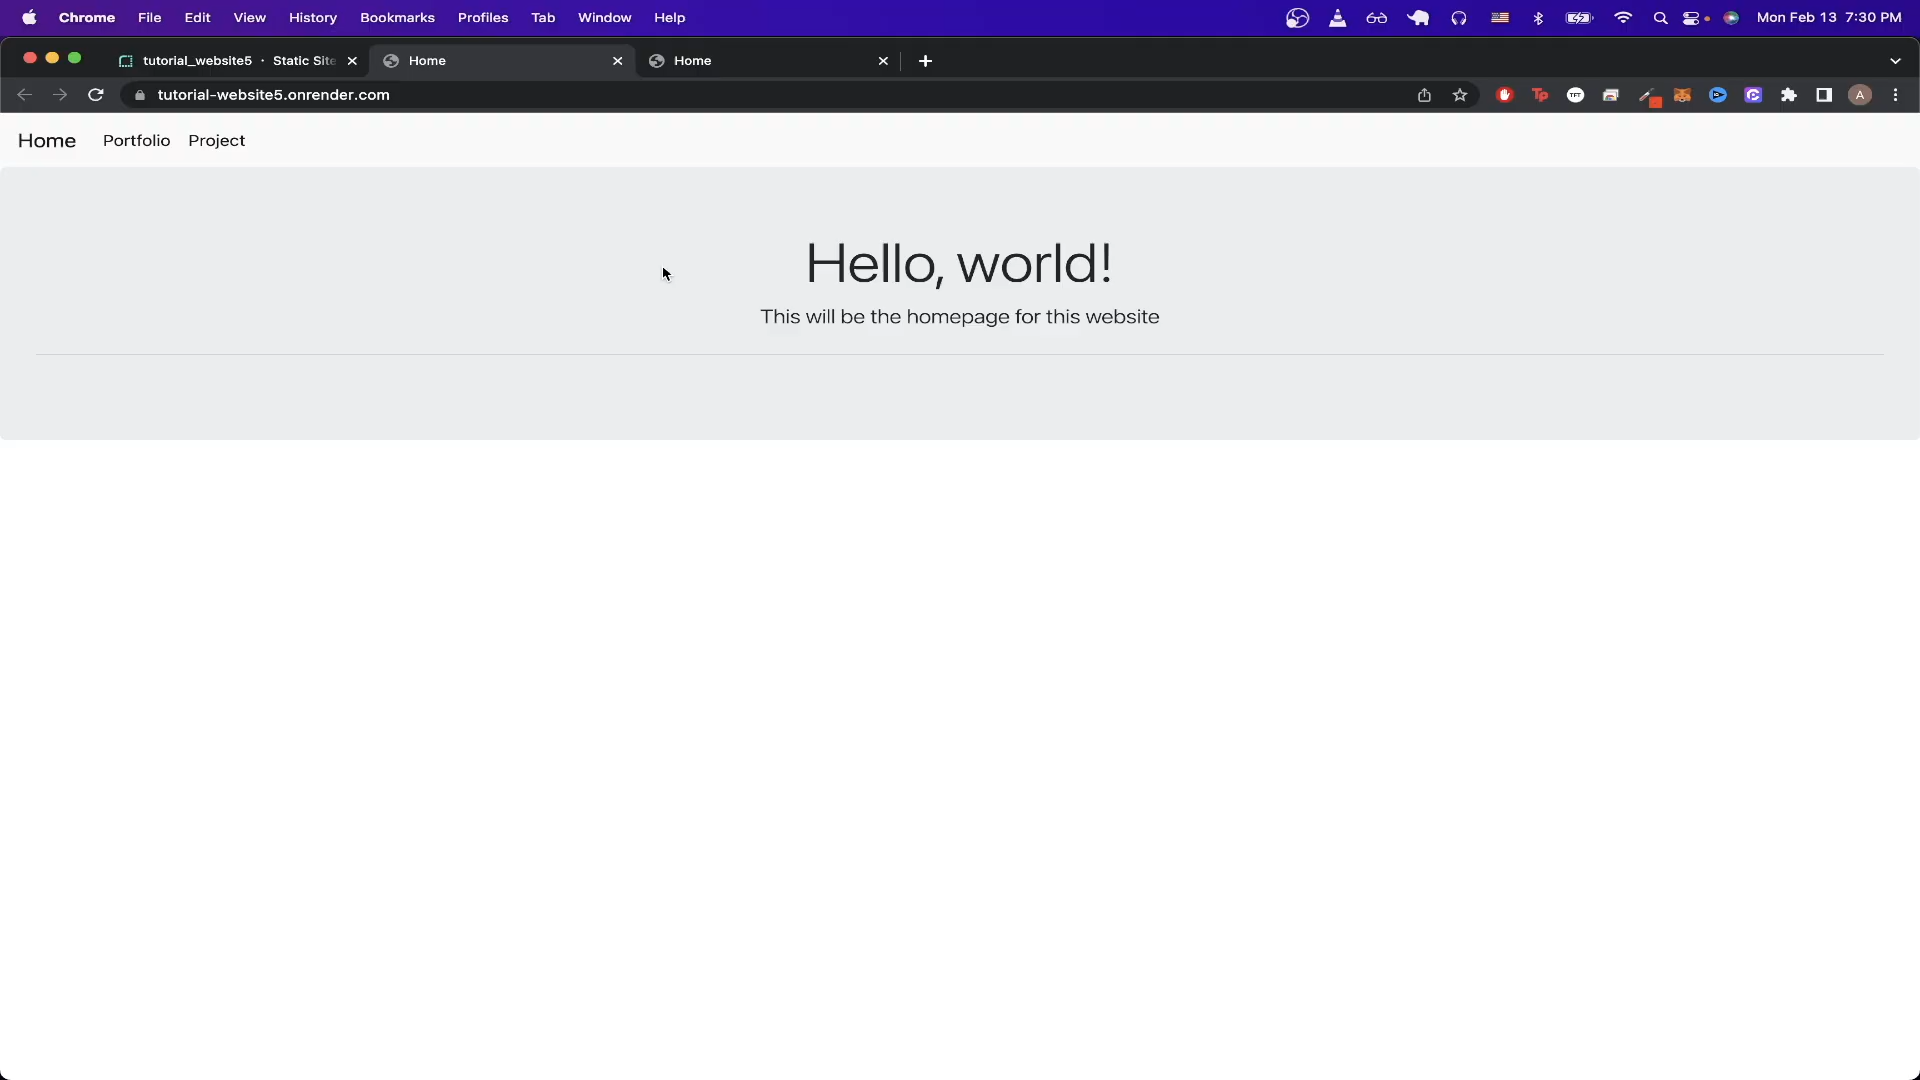 Chrome File Edit View History Bookmarks Profiles Tab Window Help Mon Feb 13 7:30 PM
tutorial_website5 · Static Site Home Home
tutorial-website5.onrender.com Tp TFT A
Home Portfolio Project
Hello, world!
This will be the homepage for this website